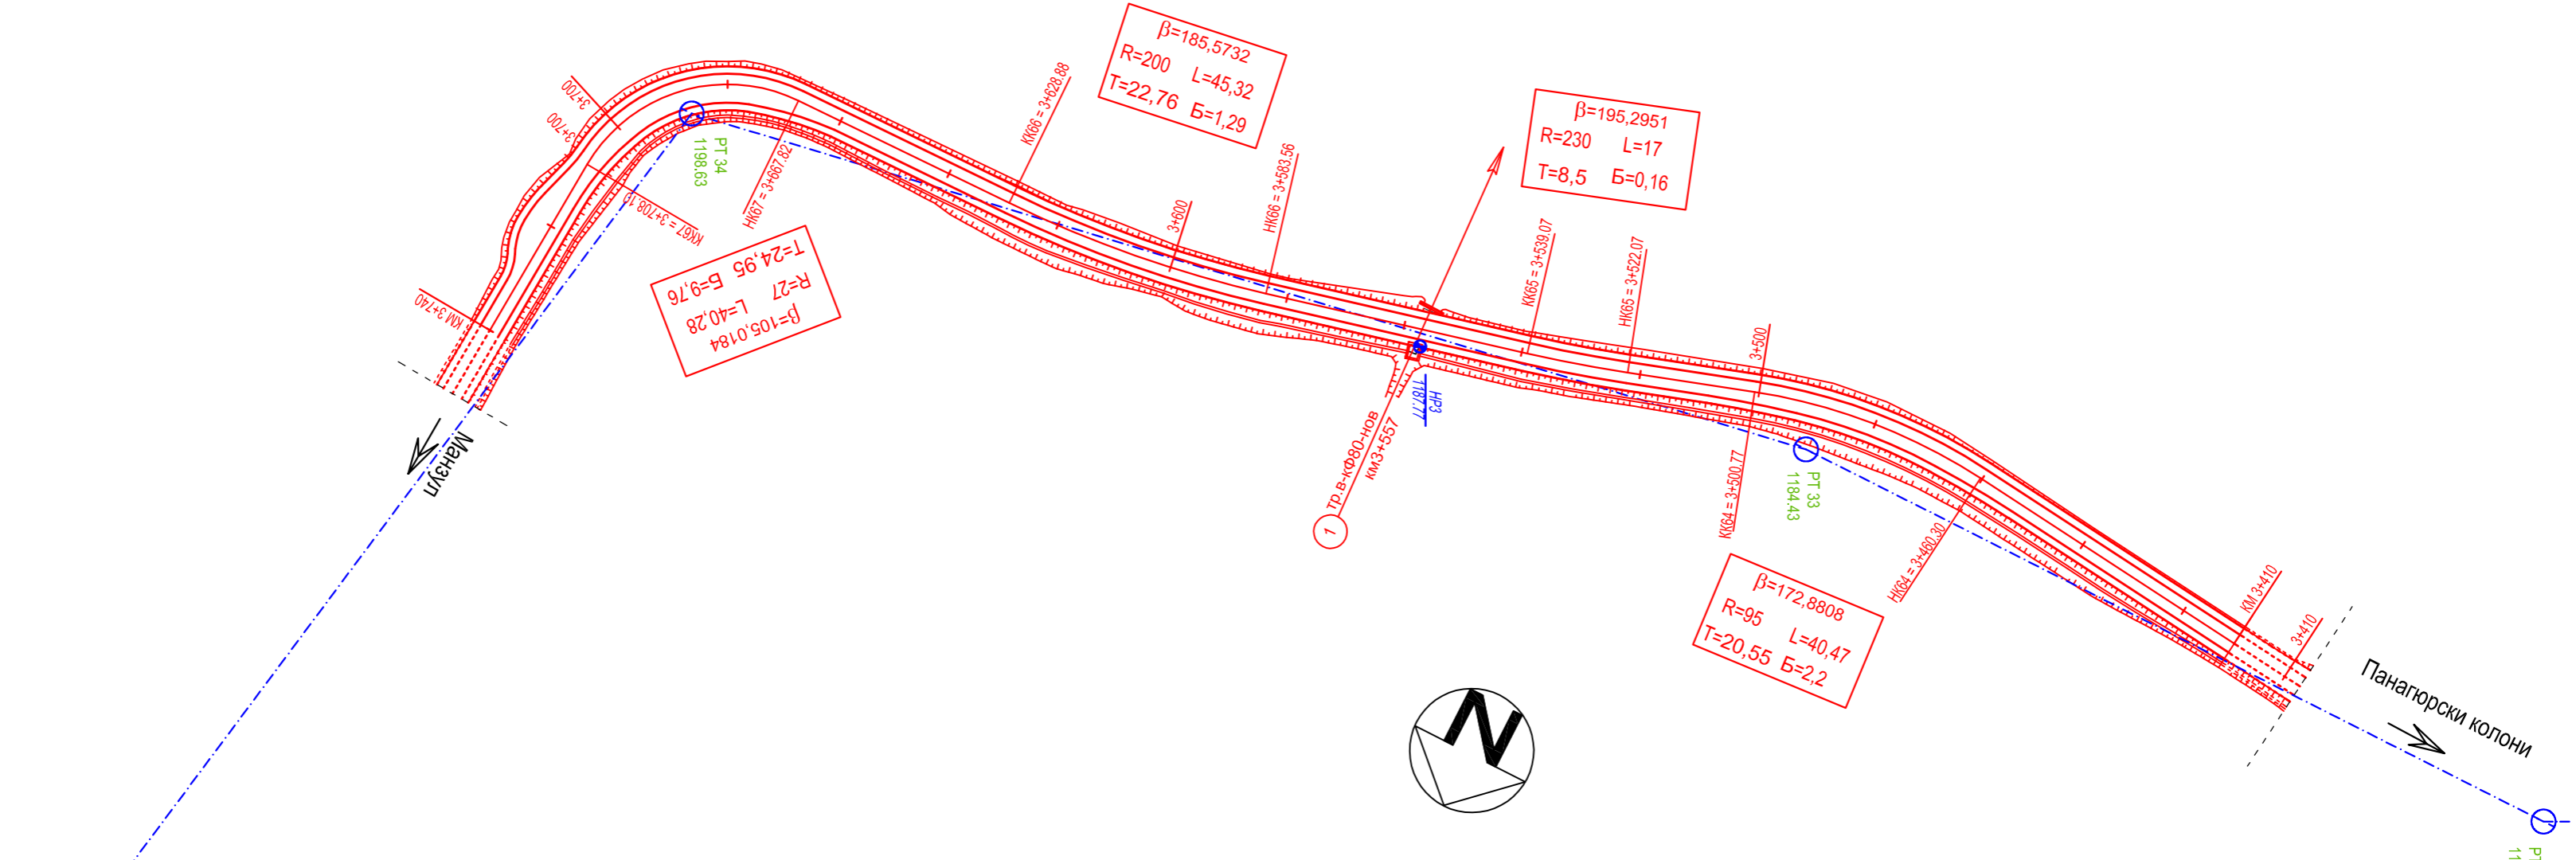 3+700
3+700
КК67 = 3+708.10
КМ 3+740
Манзул
РТ 34
1198.63
НК67 = 3+667.82
β=105,0184
R=27 L=40,28
T=24,95 Б=9,76
КК66 = 3+628.88
β=185,5732
R=200 L=45,32
T=22,76 Б=1,29
3+600
НК66 = 3+583.56
β=195,2951
R=230 L=17
T=8,5 Б=0,16
НР3
1187.77
1
тр.в-кФ80-нов
км3+557
КК65 = 3+539.07
НК65 = 3+522.07
3+500
КК64 = 3+500.77
РТ 33
1184.43
β=172,8808
R=95 L=40,47
T=20,55 Б=2,2
НК64 = 3+460.30
КМ 3+410
3+410
Панагюрски колони
N
11